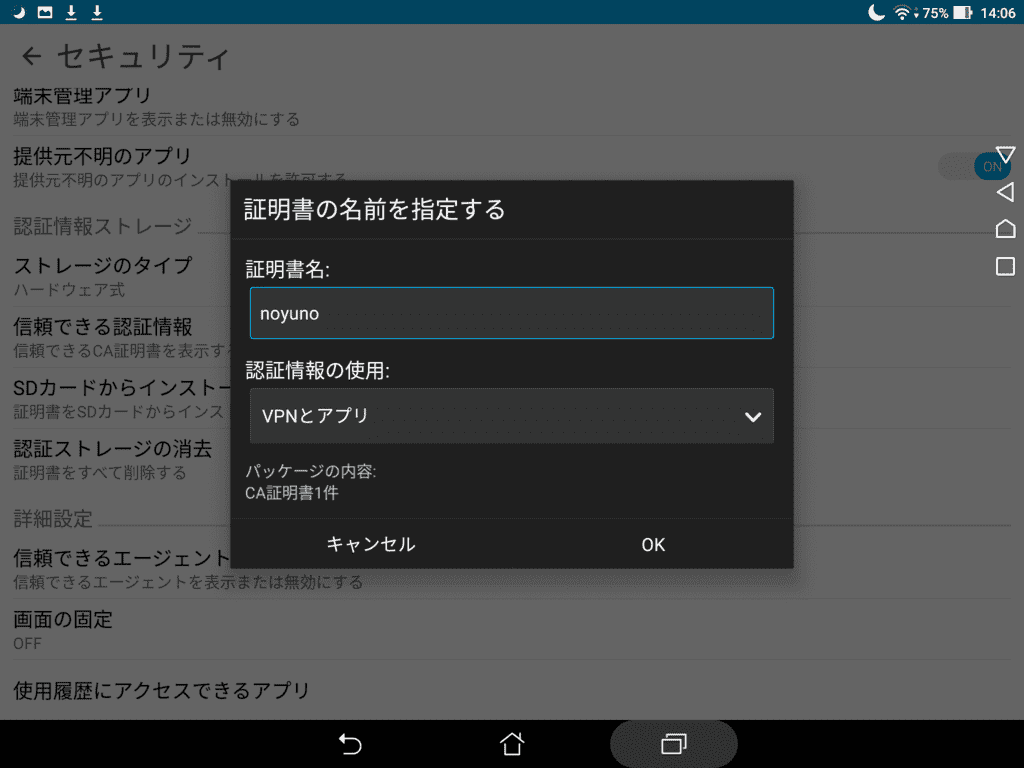 75% 14:06
セキュリティ
端末管理アプリ
端末管理アプリを表示または無効にする
提供元不明のアプリ
提供元不明のアプリのインストールを許可する
ON
認証情報ストレージ
ストレージのタイプ
ハードウェア式
信頼できる認証情報
信頼できるCA証明書を表示す
SDカードからインストー
証明書をSDカードからインス
認証ストレージの消去
証明書をすべて削除する
詳細設定
信頼できるエージェント
信頼できるエージェントを表示または無効にする
画面の固定
OFF
使用履歴にアクセスできるアプリ
証明書の名前を指定する
証明書名:
noyuno
認証情報の使用:
VPNとアプリ
パッケージの内容:
CA証明書1件
キャンセル OK